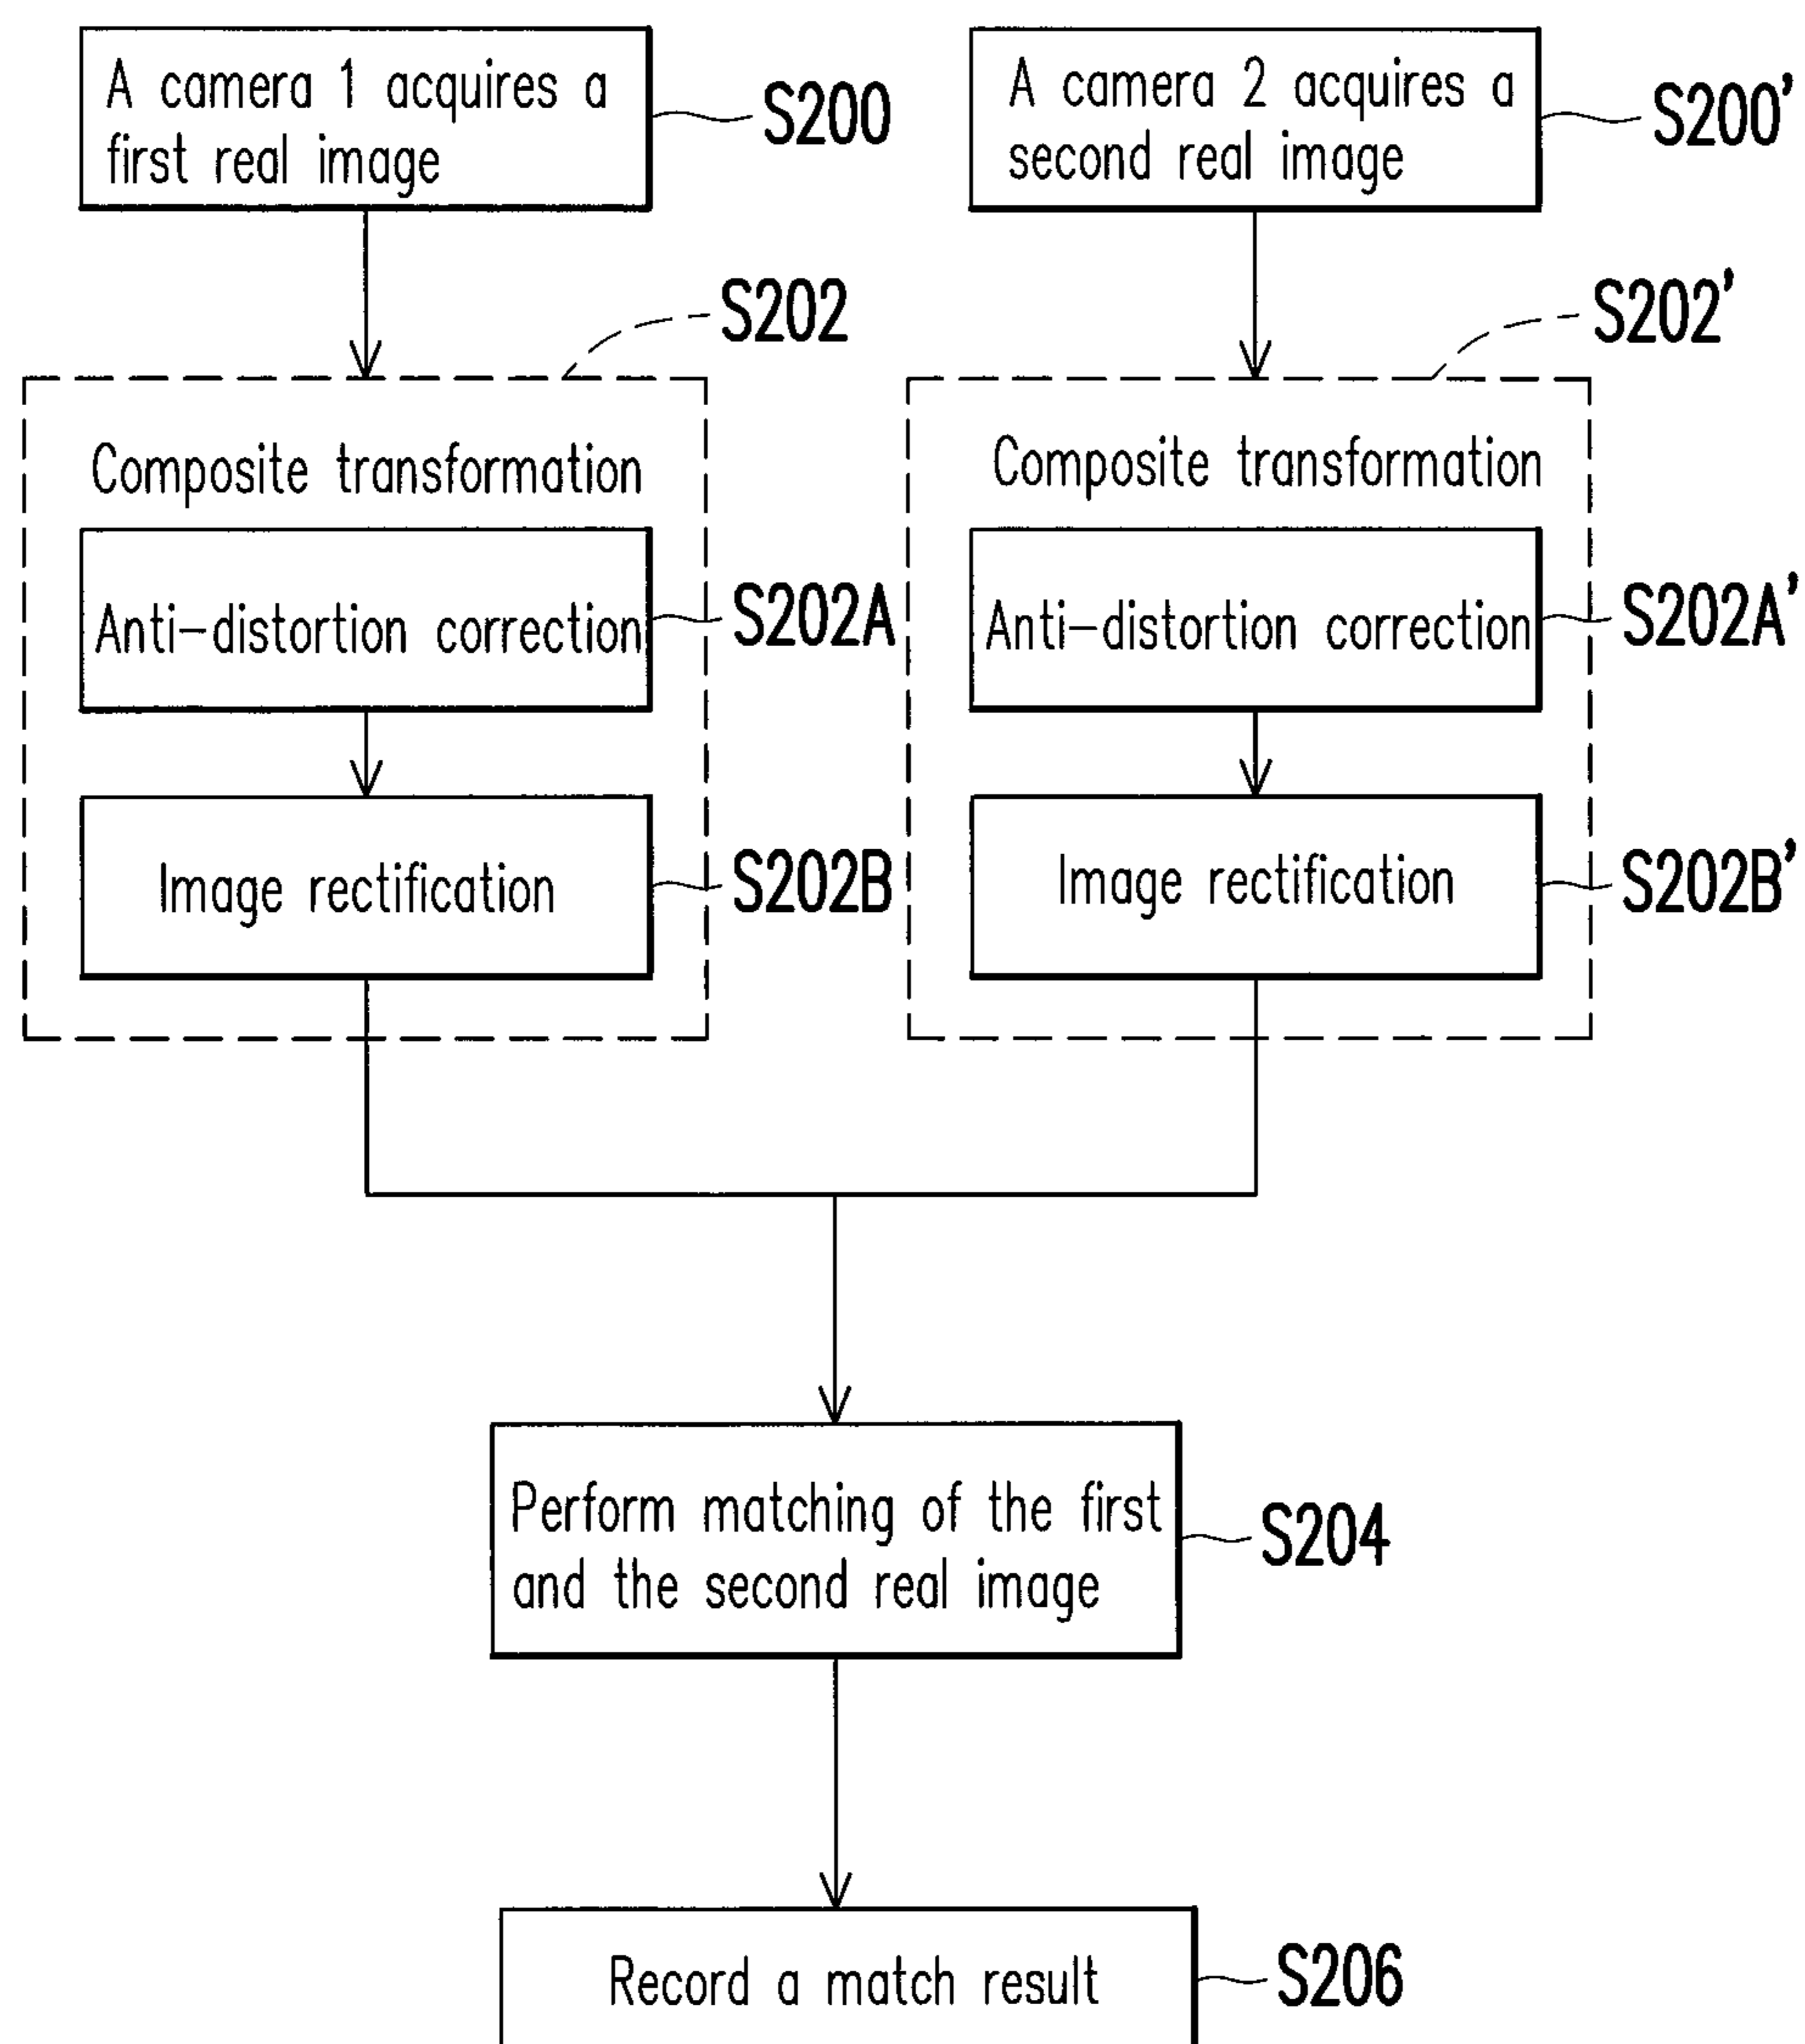 A camera 1 acquires a
first real image
S200
A camera 2 acquires a
second real image
S200'
S202
S202'
Composite transformation
Anti-distortion correction
S202A
Image rectification
S202B
Composite transformation
Anti-distortion correction
S202A'
Image rectification
S202B'
Perform matching of the first
and the second real image
S204
Record a match result
S206